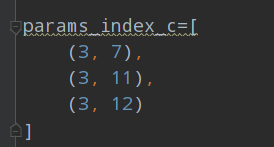 params_index_c=[
    (3, 7),
    (3, 11),
    (3, 12)
]